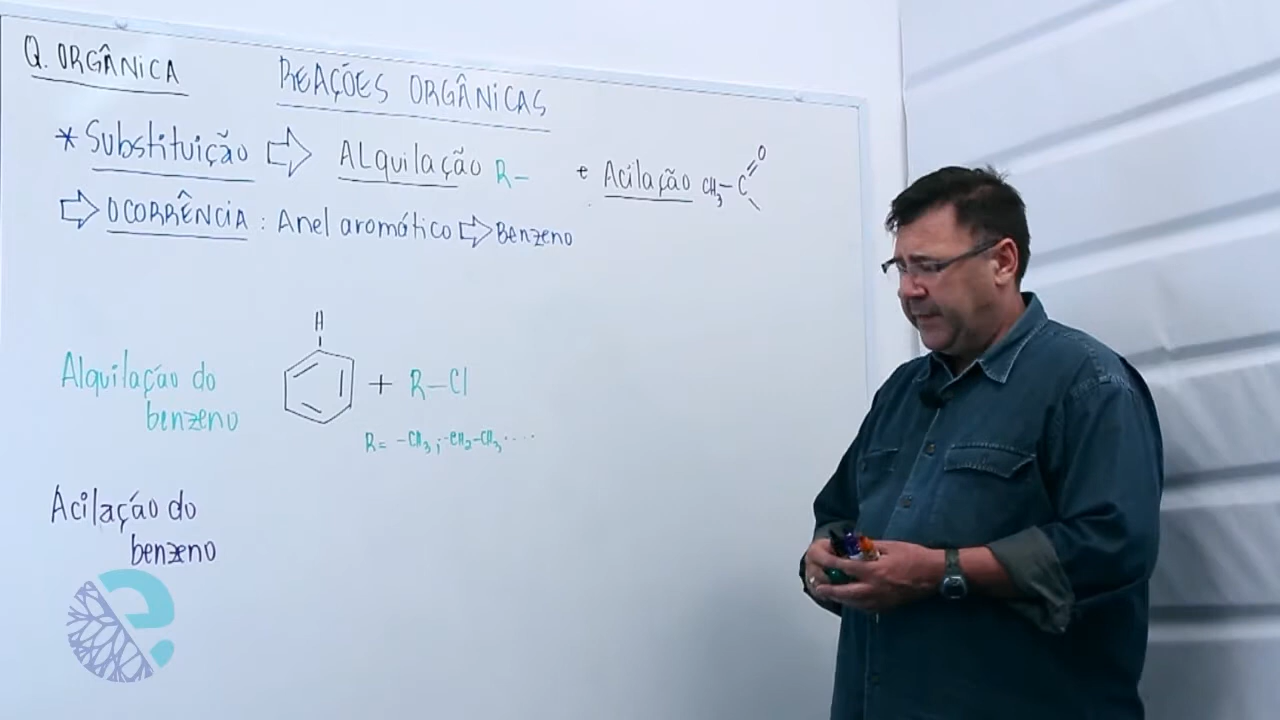 Q. ORGÂNICA
REAÇÕES ORGÂNICAS
* Substituição ⇨ ALquilação R– e Acilação CH3–C O
⇨ OCORRÊNCIA : Anel aromático ⇨ Benzeno
H
Alquilação do
benzeno
+ R–Cl
R= –CH3 ; –CH2–CH3 ....
Acilação do
benzeno
e